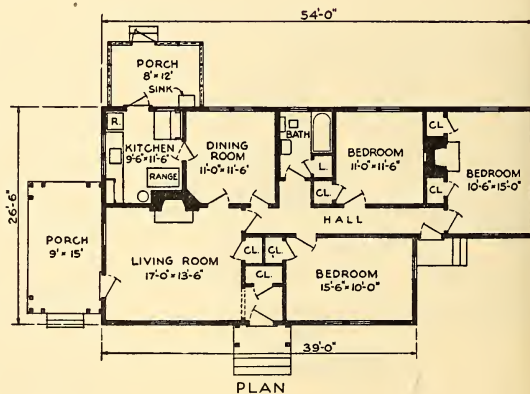 54'-0"
PORCH
8'×12'
SINK
R.
KITCHEN
9'-6"×11'-6"
RANGE
DINING
ROOM
11'-0"×11'-6"
BATH
L.
CL.
BEDROOM
11'-0"×11'-6"
CL.
CL.
BEDROOM
10'-6"×15'-0"
HALL
26'-6"
PORCH
9'×15'
LIVING ROOM
17'-0"×13'-6"
CL.
CL.
CL.
BEDROOM
15'-6"×10'-0"
39'-0"
PLAN